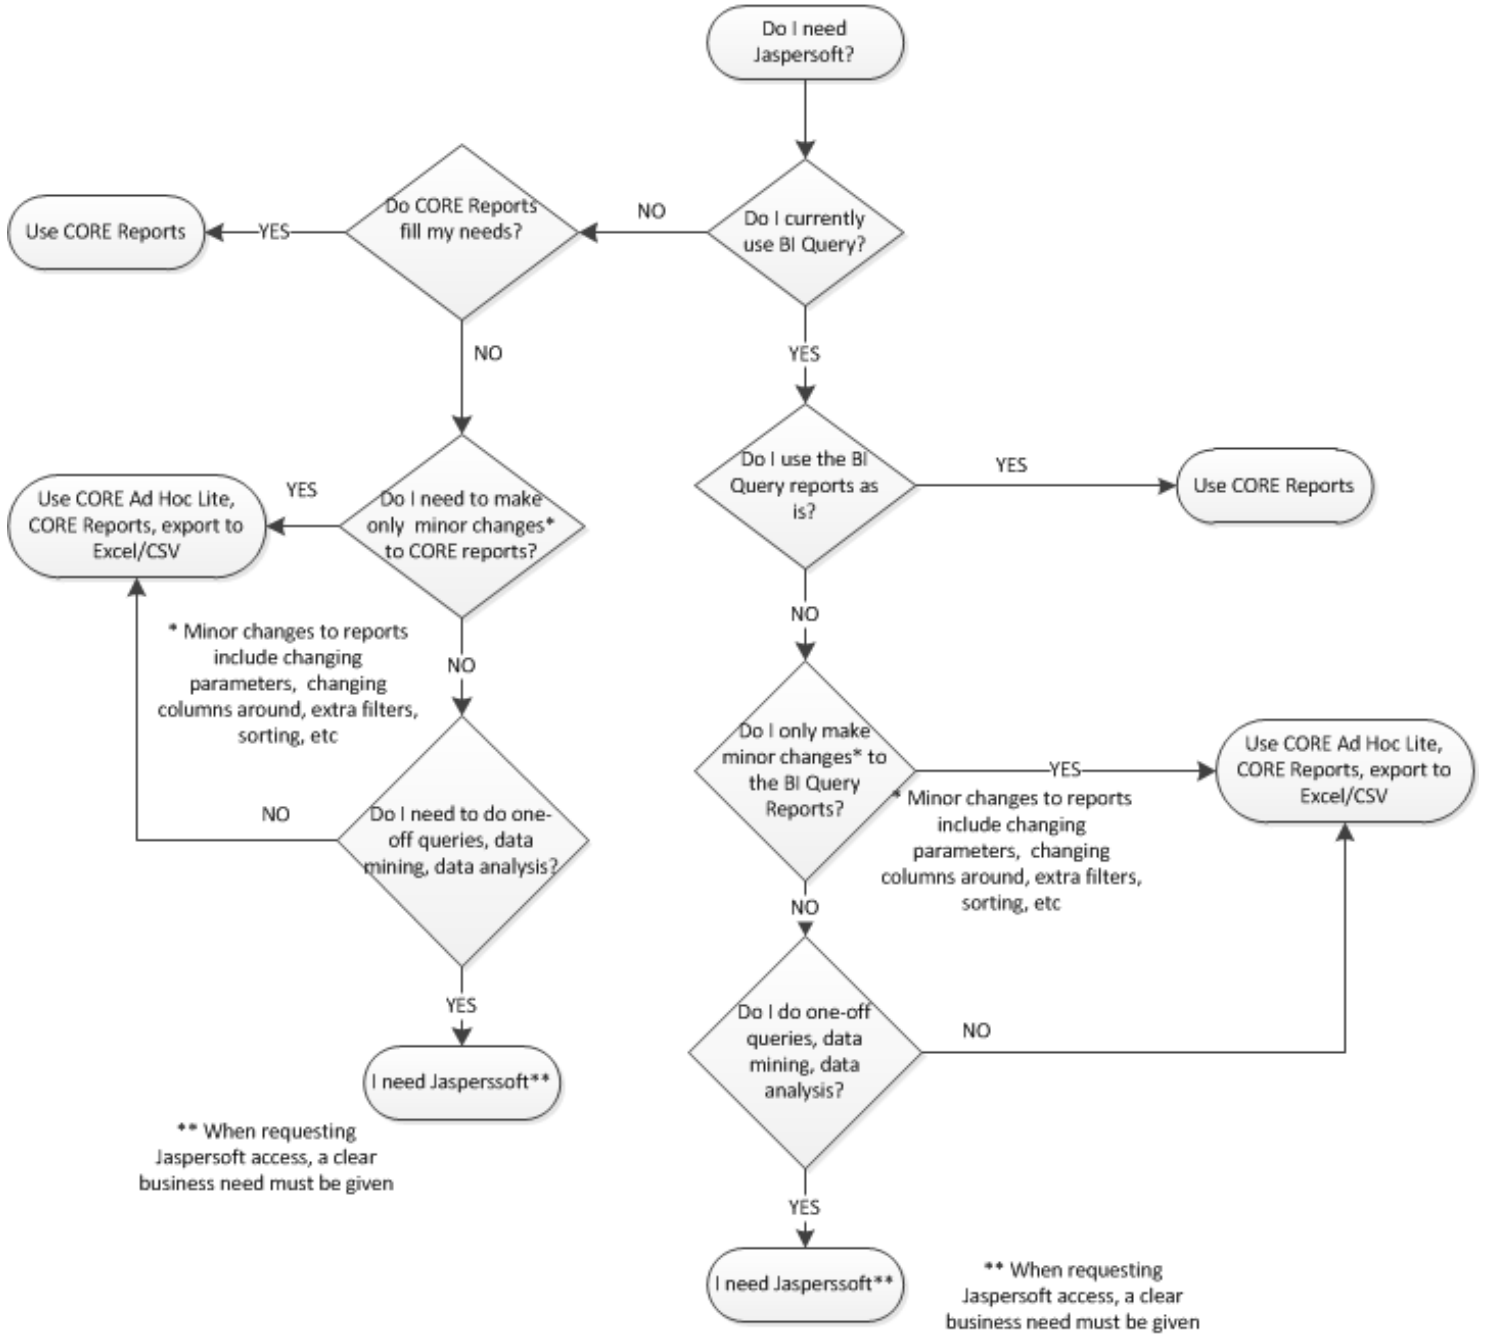 Do I need
Jaspersoft?
Do I currently
use BI Query?
NO
Do CORE Reports
fill my needs?
YES
Use CORE Reports
NO
YES
Do I need to make
only minor changes*
to CORE reports?
YES
Use CORE Ad Hoc Lite,
CORE Reports, export to
Excel/CSV
* Minor changes to reports
include changing
parameters, changing
columns around, extra filters,
sorting, etc
NO
Do I need to do one-
off queries, data
mining, data analysis?
NO
YES
I need Jasperssoft**
** When requesting
Jaspersoft access, a clear
business need must be given
Do I use the BI
Query reports as
is?
YES
Use CORE Reports
NO
Do I only make
minor changes* to
the BI Query
Reports?
YES
Use CORE Ad Hoc Lite,
CORE Reports, export to
Excel/CSV
* Minor changes to reports
include changing
parameters, changing
columns around, extra filters,
sorting, etc
NO
Do I do one-off
queries, data
mining, data
analysis?
NO
YES
I need Jasperssoft**
** When requesting
Jaspersoft access, a clear
business need must be given